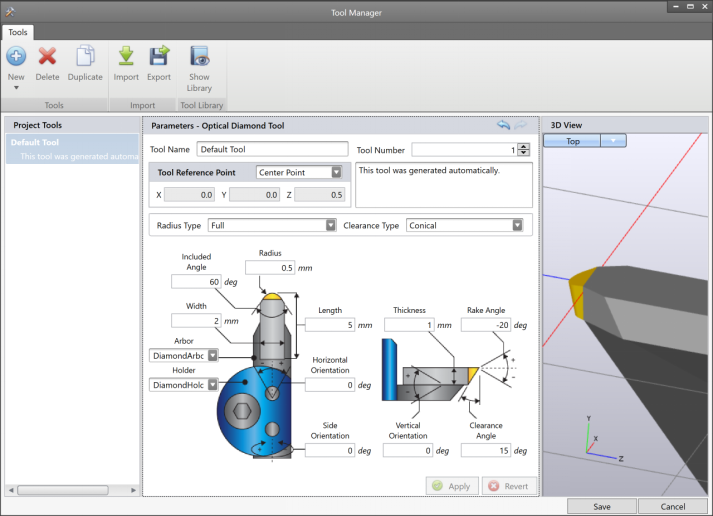 Tool Manager
Tools
New
Delete
Duplicate
Import
Export
Show
Library
Tools
Import
Tool Library
Project Tools
Default Tool
This tool was generated automa
Parameters - Optical Diamond Tool
Tool Name
Default Tool
Tool Number
1
Tool Reference Point
Center Point
X 0.0 Y 0.0 Z 0.5
This tool was generated automatically.
Radius Type
Full
Clearance Type
Conical
Included
Angle
60 deg
Radius
0.5 mm
Width
2 mm
Length
5 mm
Thickness
1 mm
Rake Angle
-20 deg
Arbor
DiamondArbc
Holder
DiamondHolc
Horizontal
Orientation
0 deg
Side
Orientation
0 deg
Vertical
Orientation
0 deg
Clearance
Angle
15 deg
+ -
+ -
+ -
+
-
Apply
Revert
3D View
Top
Y
X
Z
Save
Cancel